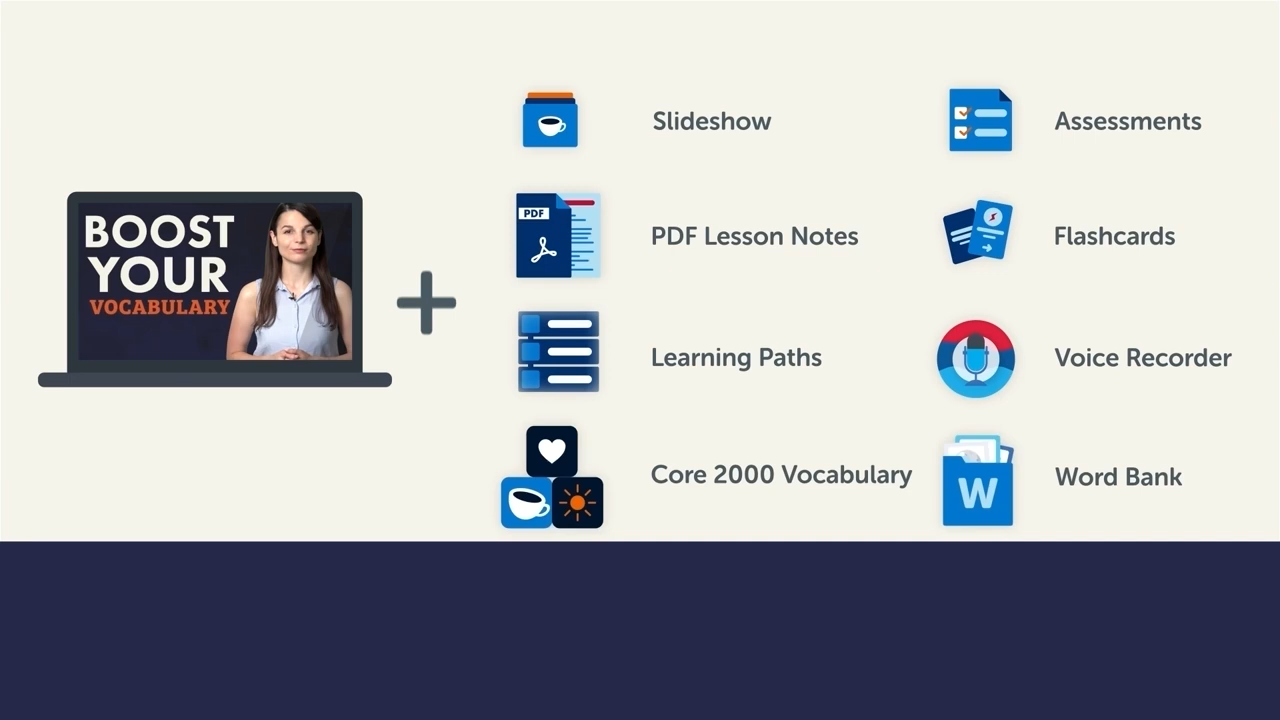 BOOST
YOUR
VOCABULARY
Slideshow
PDF
PDF Lesson Notes
Learning Paths
Core 2000 Vocabulary
Assessments
Flashcards
Voice Recorder
W
Word Bank